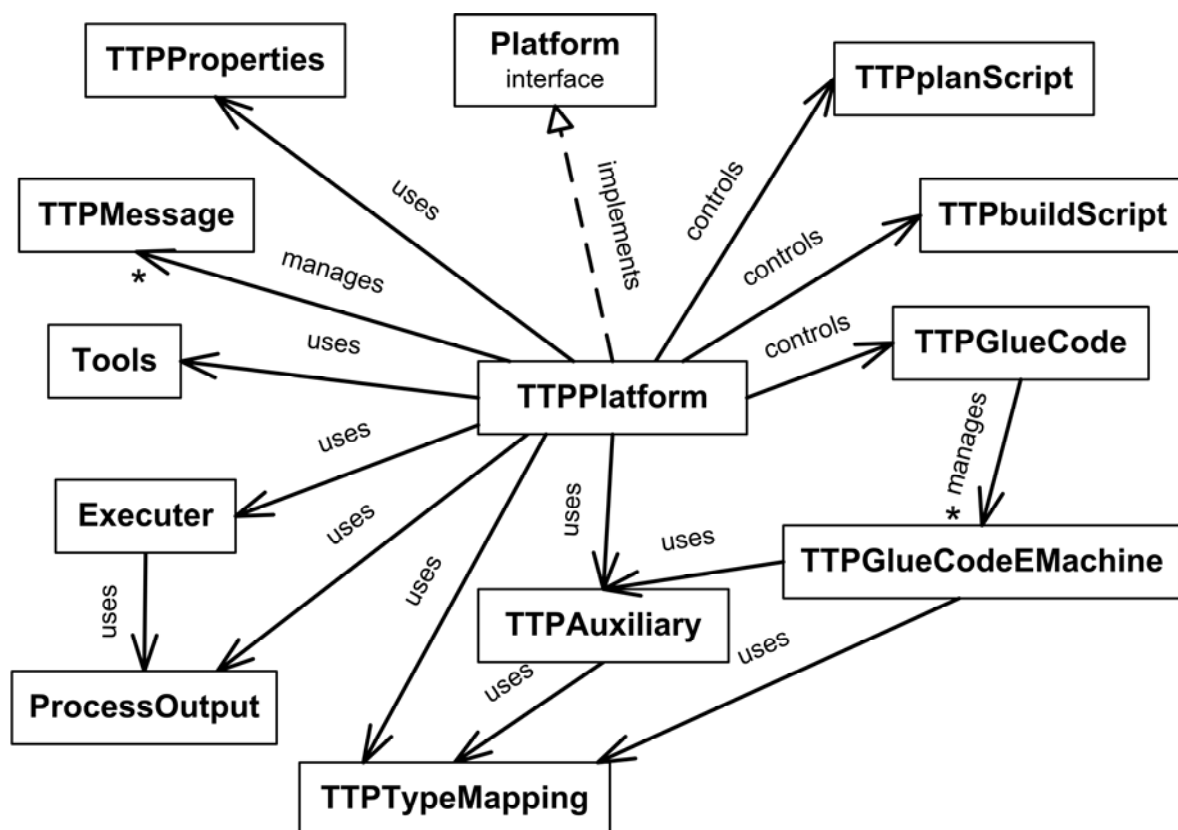 TTPProperties
Platform
interface
TTPplanScript
uses
implements
controls
TTPMessage
*
manages
TTPbuildScript
controls
Tools
uses
controls
TTPGlueCode
TTPPlatform
manages
*
uses
Executer
uses
uses
uses
uses
TTPGlueCodeEMachine
uses
TTPAuxiliary
uses
uses
ProcessOutput
TTPTypeMapping